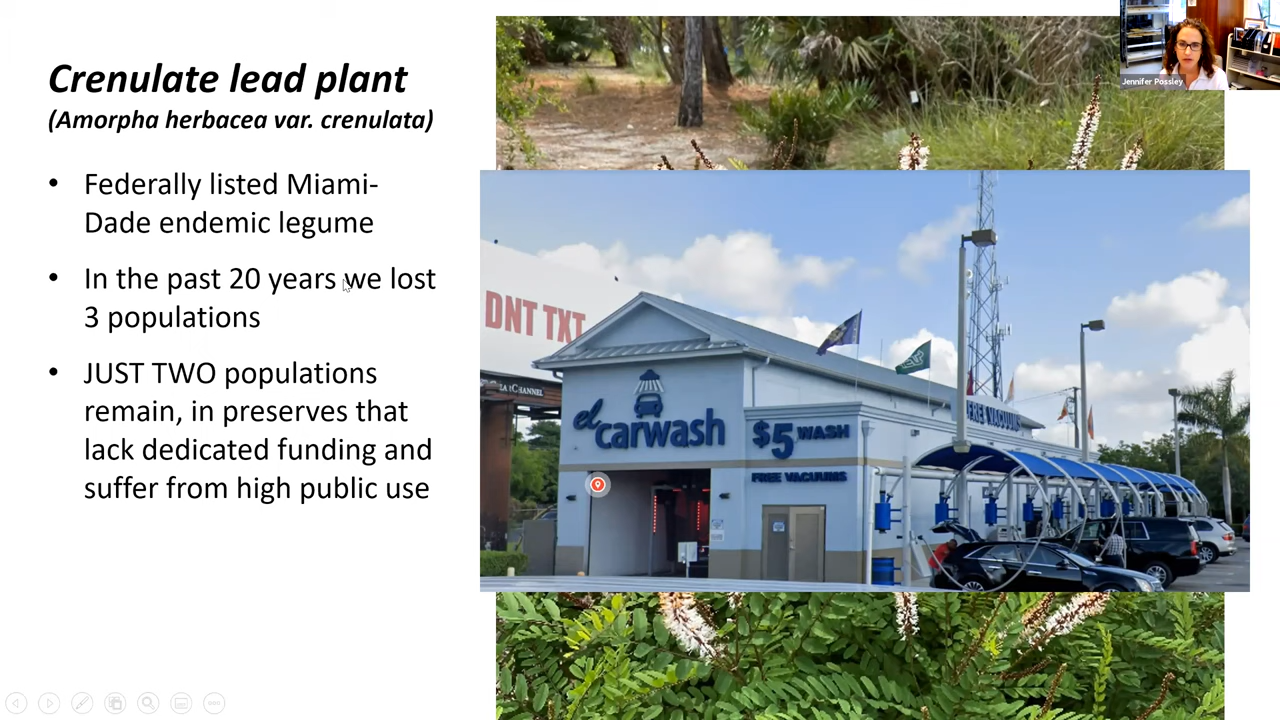 Crenulate lead plant
(Amorpha herbacea var. crenulata)
• Federally listed Miami-
Dade endemic legume
• In the past 20 years we lost
3 populations
• JUST TWO populations
remain, in preserves that
lack dedicated funding and
suffer from high public use
Jennifer Possley
DNT TXT
el
carwash
$5 WASH
FREE VACUUMS
FREE VACUUMS